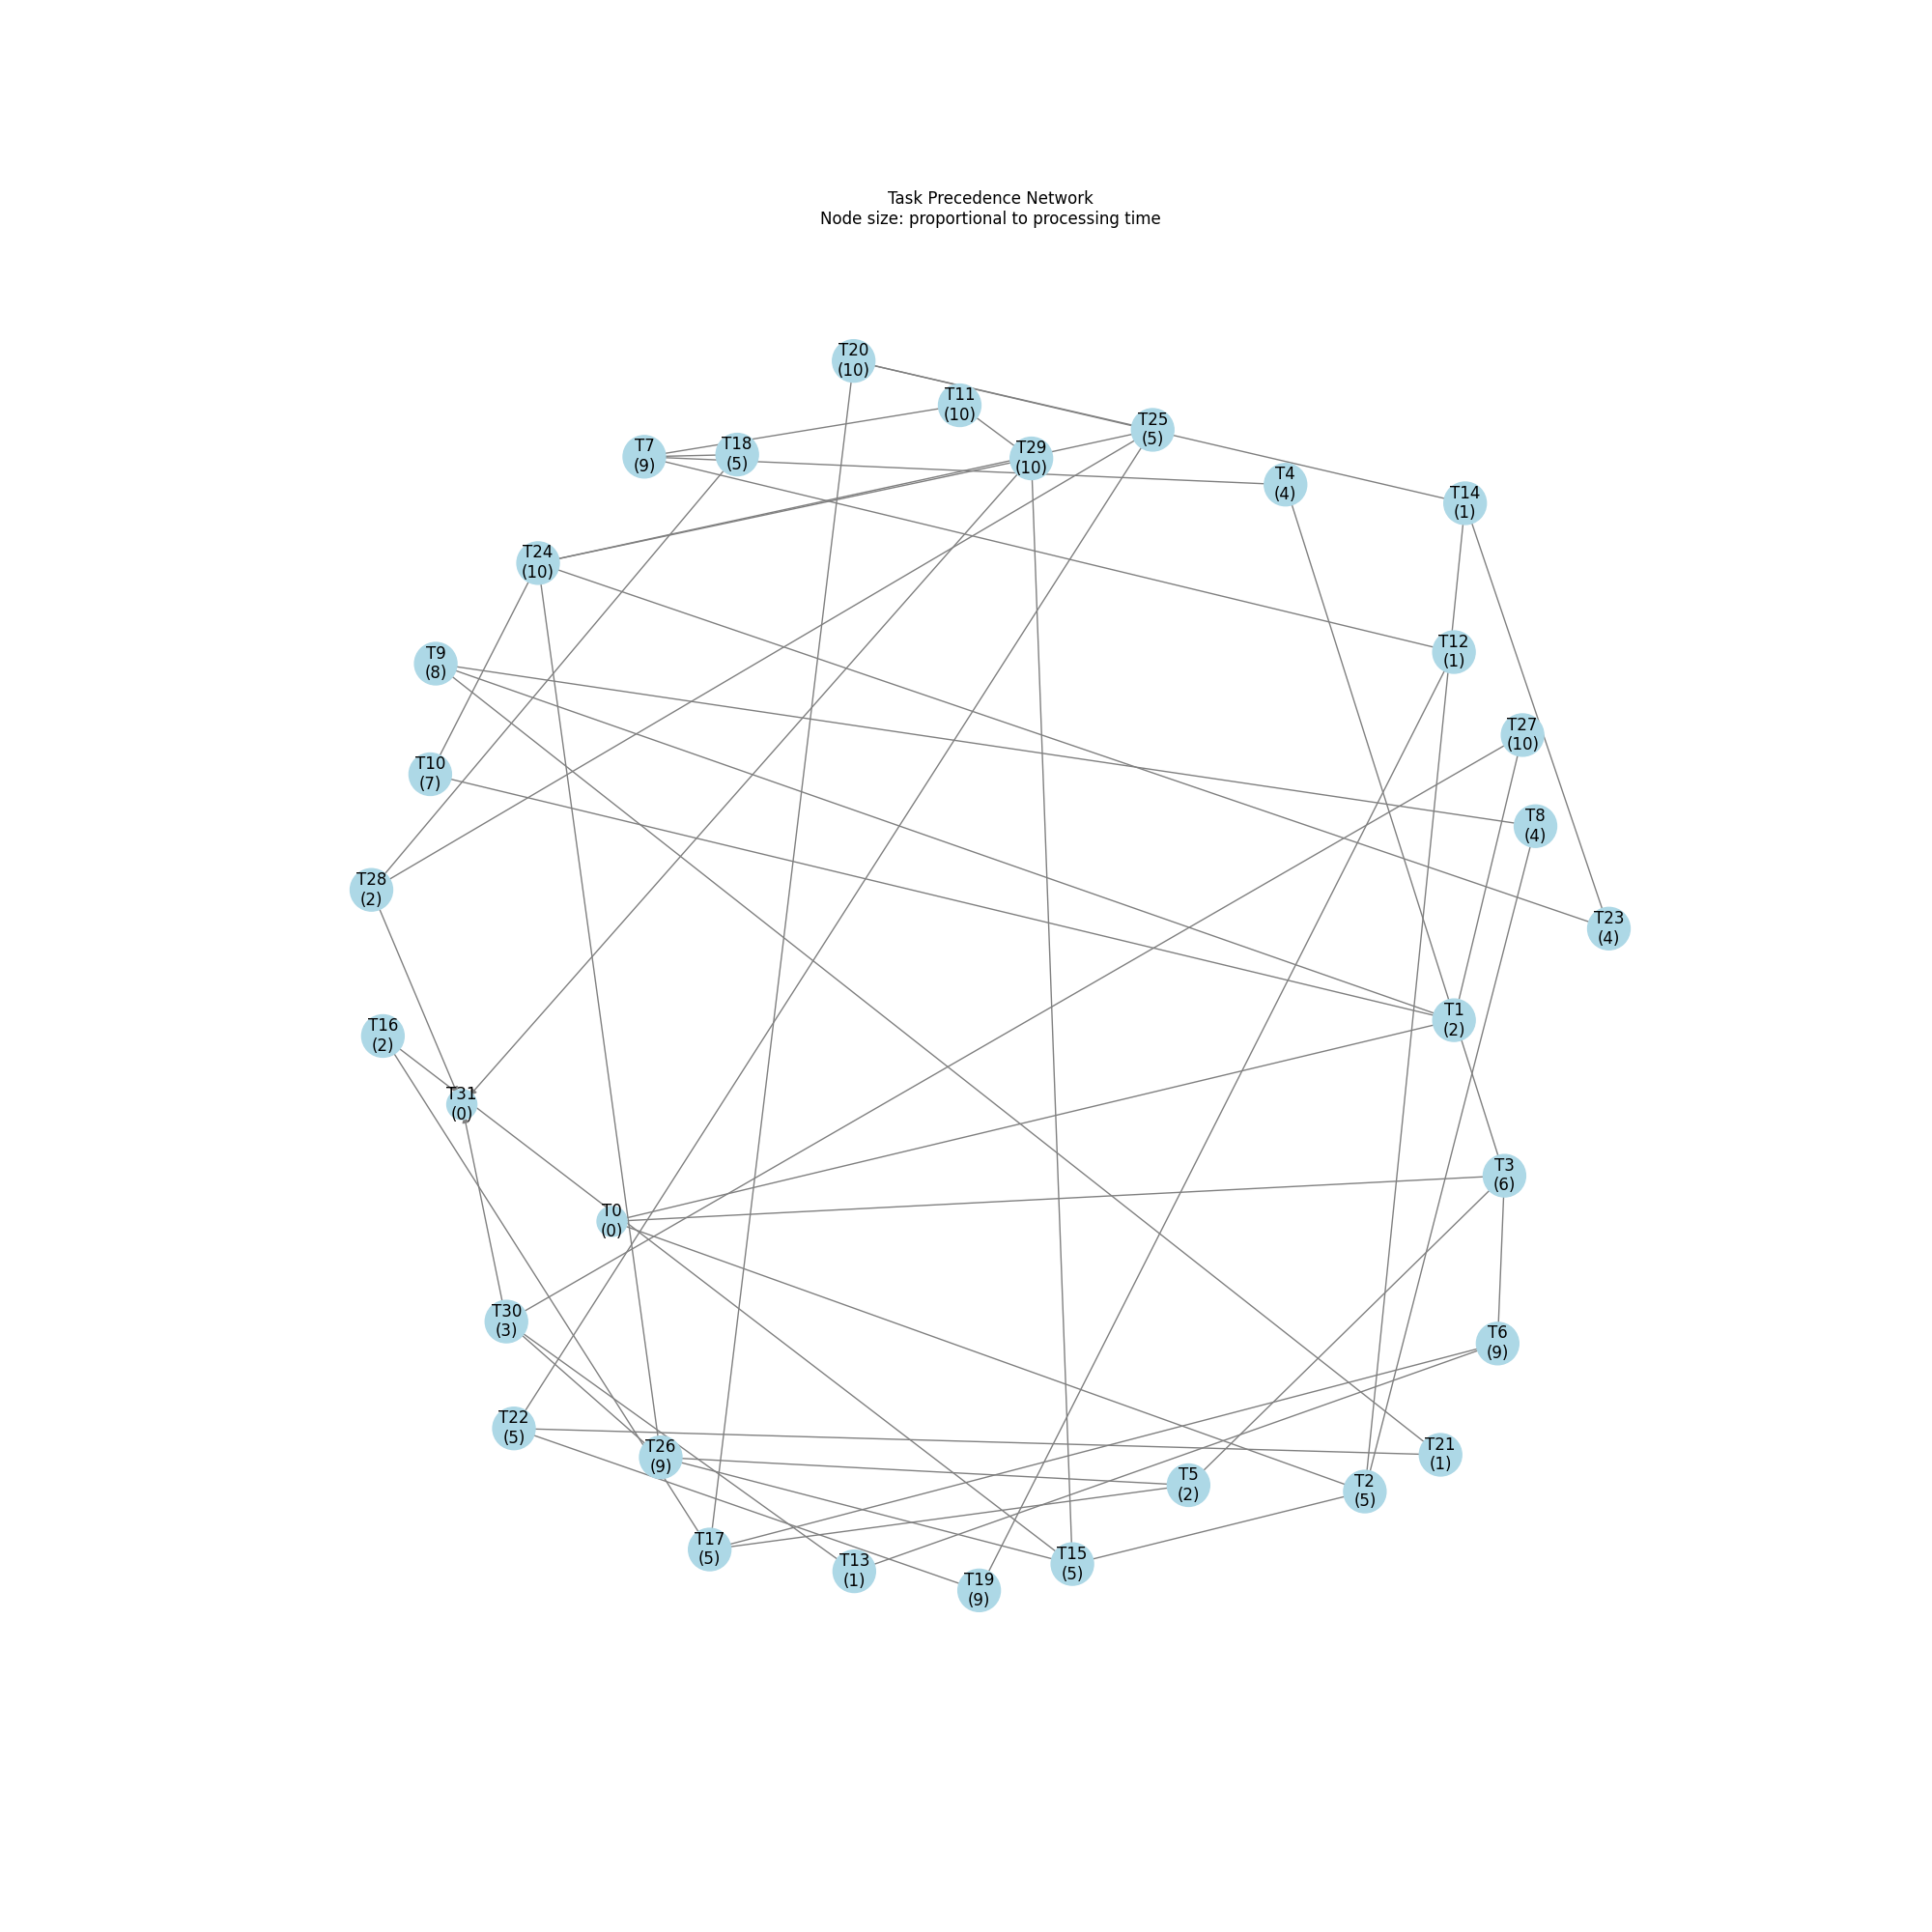 Task Precedence Network
Node size: proportional to processing time
T20
(10)
T11
(10)
T25
(5)
T7
(9)
T18
(5)
T29
(10)
T4
(4)
T14
(1)
T24
(10)
T12
(1)
T9
(8)
T27
(10)
T10
(7)
T8
(4)
T28
(2)
T23
(4)
T1
(2)
T16
(2)
T31
(0)
T3
(6)
T0
(0)
T30
(3)
T6
(9)
T22
(5)
T26
(9)
T21
(1)
T5
(2)
T2
(5)
T17
(5)
T13
(1)
T15
(5)
T19
(9)